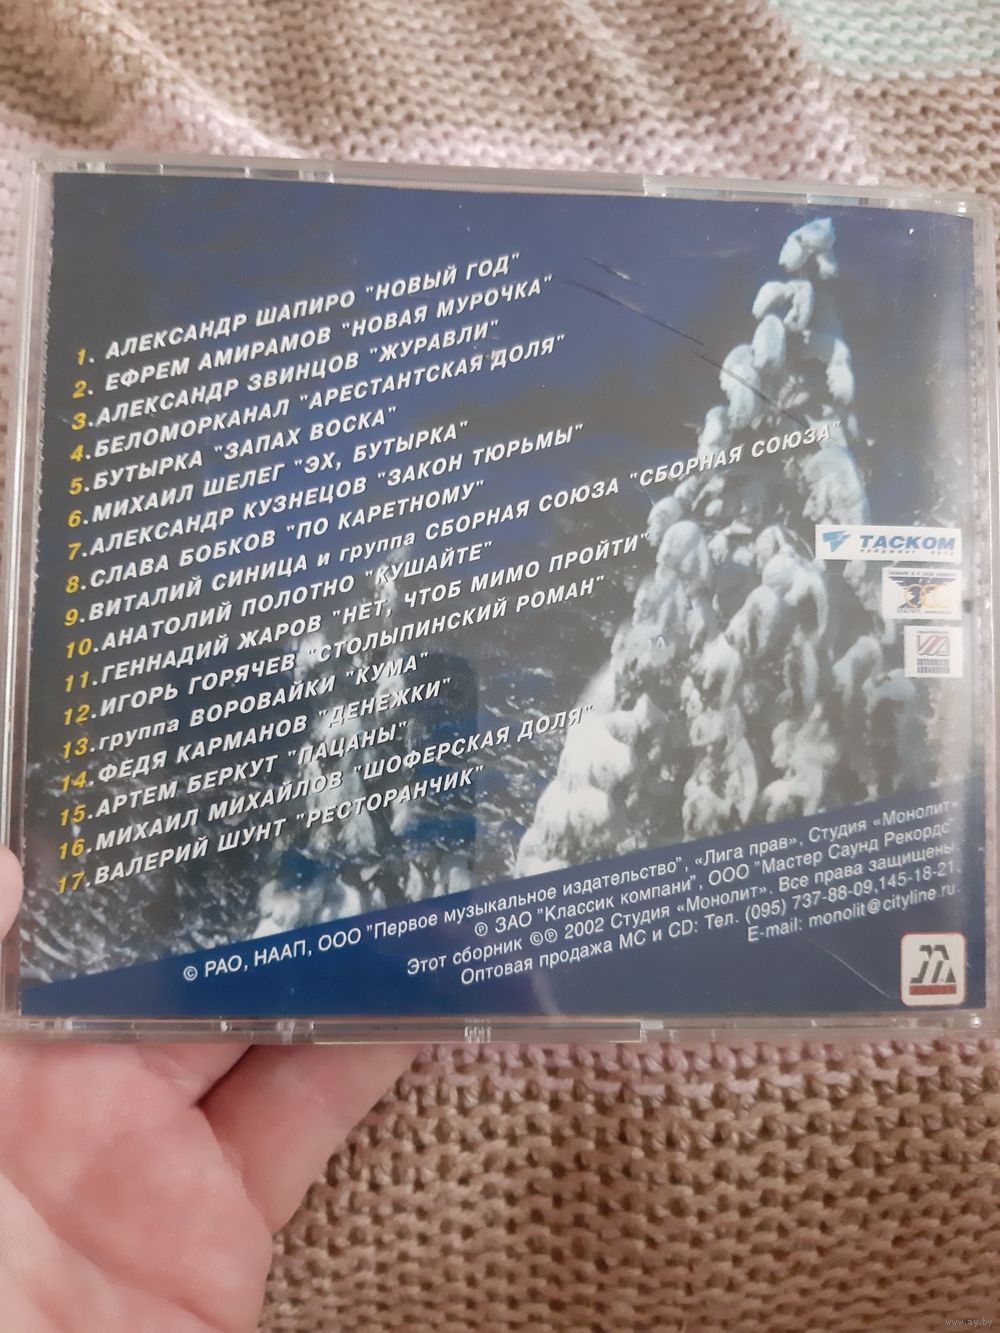 1. АЛЕКСАНДР ШАПИРО "НОВЫЙ ГОД"
2. ЕФРЕМ АМИРАМОВ "НОВАЯ МУРОЧКА"
3.АЛЕКСАНДР ЗВИНЦОВ "ЖУРАВЛИ"
4.БЕЛОМОРКАНАЛ "АРЕСТАНТСКАЯ ДОЛЯ"
5.БУТЫРКА "ЗАПАХ ВОСКА"
6.МИХАИЛ ШЕЛЕГ "ЭХ, БУТЫРКА"
7.АЛЕКСАНДР КУЗНЕЦОВ "ЗАКОН ТЮРЬМЫ"
8.СЛАВА БОБКОВ "ПО КАРЕТНОМУ"
9.ВИТАЛИЙ СИНИЦА и группа СБОРНАЯ СОЮЗА "СБОРНАЯ СОЮЗА"
10.АНАТОЛИЙ ПОЛОТНО "КУШАЙТЕ"
11.ГЕННАДИЙ ЖАРОВ "НЕТ, ЧТОБ МИМО ПРОЙТИ"
12.ИГОРЬ ГОРЯЧЕВ "СТОЛЫПИНСКИЙ РОМАН"
13.группа ВОРОВАЙКИ "КУМА"
14.ФЕДЯ КАРМАНОВ "ДЕНЕЖКИ"
15.АРТЕМ БЕРКУТ "ПАЦАНЫ"
16.МИХАИЛ МИХАЙЛОВ "ШОФЕРСКАЯ ДОЛЯ"
17.ВАЛЕРИЙ ШУНТ "РЕСТОРАНЧИК"
ТАСКОМ
© РАО, НААП, ООО "Первое музыкальное издательство", «Лига прав», Студия «Монолит»
℗ ЗАО "Классик компани", ООО "Мастер Саунд Рекордс"
Этот сборник ©℗ 2002 Студия «Монолит». Все права защищены.
Оптовая продажа МС и CD: Тел. (095) 737-88-09,145-18-21.
E-mail: monolit@cityline.ru.
www.ay.by